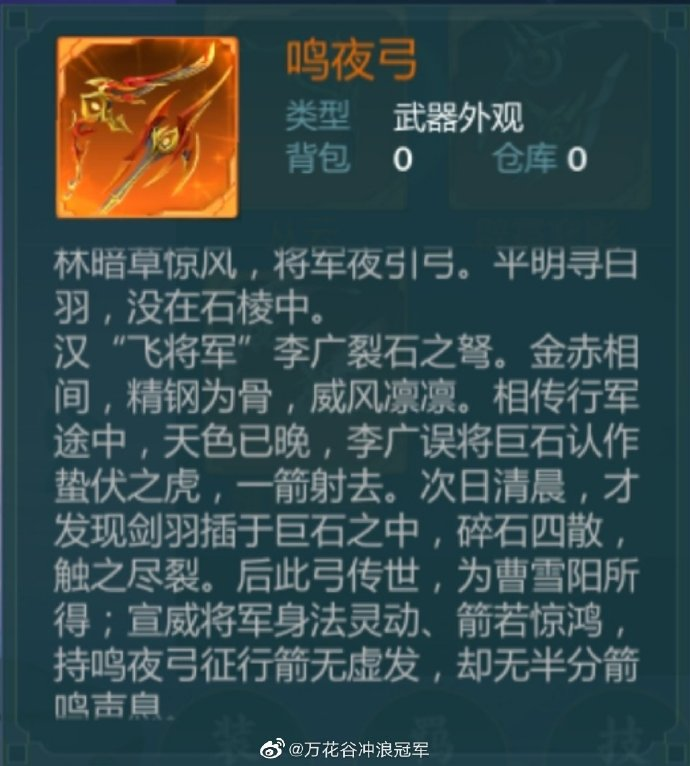 鸣夜弓
类型 武器外观
背包 0 仓库 0
林暗草惊风，将军夜引弓。平明寻白
羽，没在石棱中。
汉“飞将军”李广裂石之弩。金赤相
间，精钢为骨，威风凛凛。相传行军
途中，天色已晚，李广误将巨石认作
蛰伏之虎，一箭射去。次日清晨，才
发现剑羽插于巨石之中，碎石四散，
触之尽裂。后此弓传世，为曹雪阳所
得；宣威将军身法灵动、箭若惊鸿，
持鸣夜弓征行箭无虚发，却无半分箭
鸣声息。
装 技
@万花谷冲浪冠军